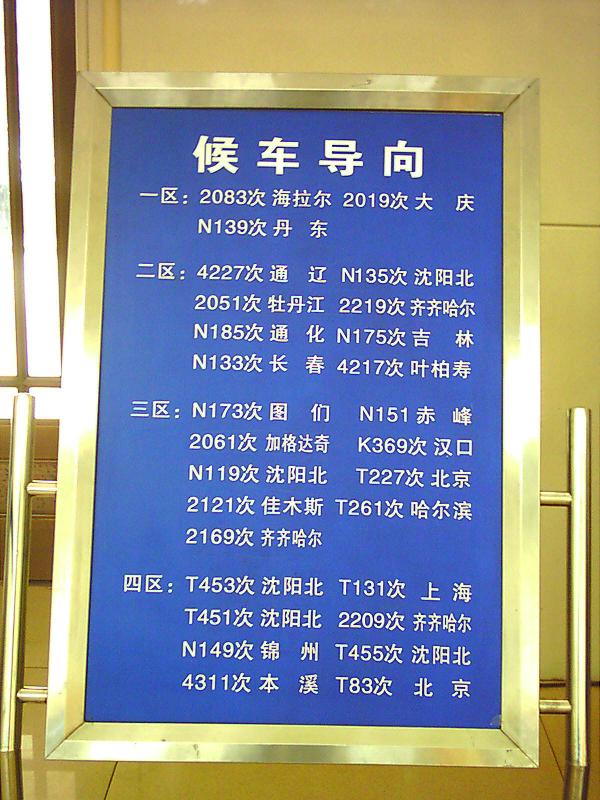 候车导向
一区：2083次 海拉尔 2019次 大 庆
N139次 丹 东
二区：4227次 通 辽 N135次 沈阳北
2051次 牡丹江 2219次 齐齐哈尔
N185次 通 化 N175次 吉 林
N133次 长 春 4217次 叶柏寿
三区：N173次 图 们 N151 赤 峰
2061次 加格达奇 K369次 汉口
N119次 沈阳北 T227次 北京
2121次 佳木斯 T261次 哈尔滨
2169次 齐齐哈尔
四区：T453次 沈阳北 T131次 上 海
T451次 沈阳北 2209次 齐齐哈尔
N149次 锦 州 T455次 沈阳北
4311次 本 溪 T83次 北 京